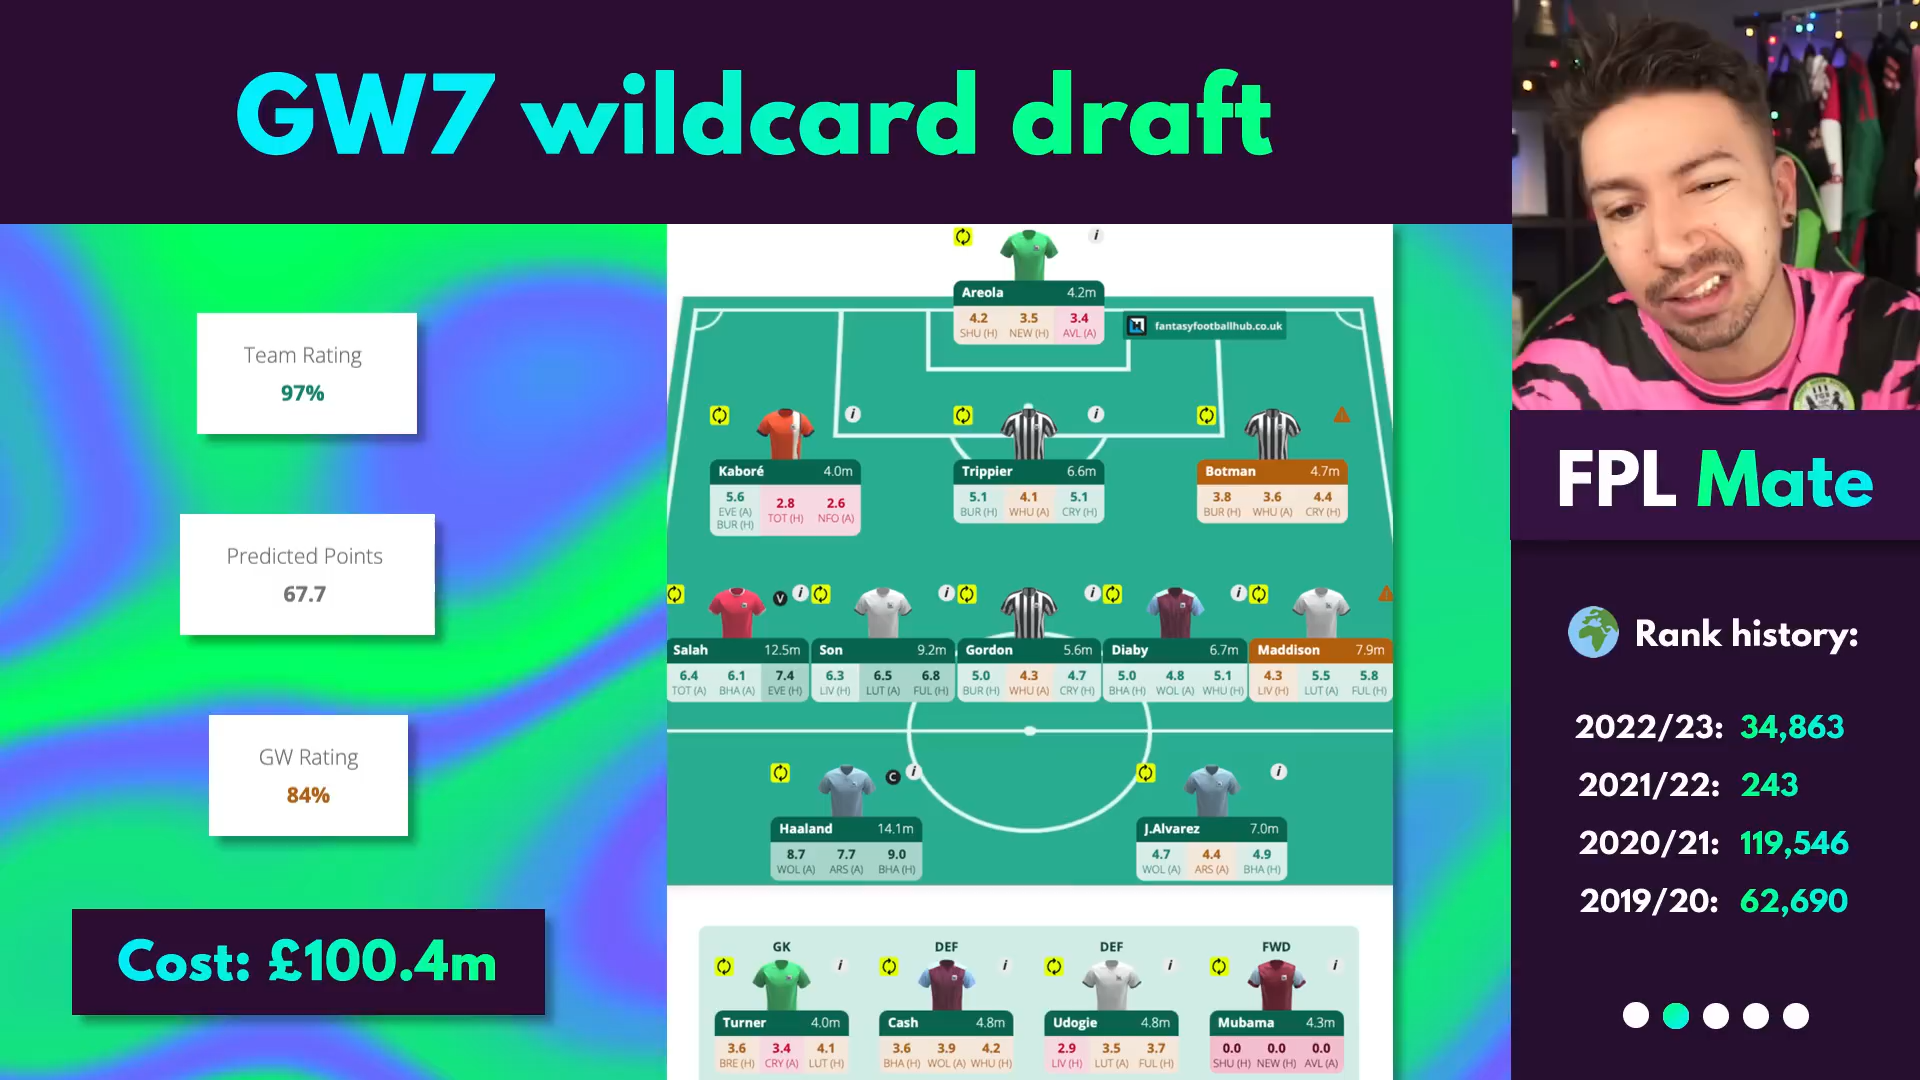 GW7 wildcard draft
Team Rating
97%
Predicted Points
67.7
GW Rating
84%
Cost: £100.4m
i
Areola 4.2m
4.2 3.5 3.4
SHU (H) NEW (H) AVL (A)
fantasyfootballhub.co.uk
i i
Kaboré 4.0m
5.6 2.8 2.6
EVE (A) TOT (H) NFO (A)
BUR (H)
Trippier 6.6m
5.1 4.1 5.1
BUR (H) WHU (A) CRY (H)
Botman 4.7m
3.8 3.6 4.4
BUR (H) WHU (A) CRY (H)
V i i i i
Salah 12.5m
6.4 6.1 7.4
TOT (A) BHA (A) EVE (H)
Son 9.2m
6.3 6.5 6.8
LIV (H) LUT (A) FUL (H)
Gordon 5.6m
5.0 4.3 4.7
BUR (H) WHU (A) CRY (H)
Diaby 6.7m
5.0 4.8 5.1
BHA (H) WOL (A) WHU (H)
Maddison 7.9m
4.3 5.5 5.8
LIV (H) LUT (A) FUL (H)
C i i
Haaland 14.1m
8.7 7.7 9.0
WOL (A) ARS (A) BHA (H)
J.Alvarez 7.0m
4.7 4.4 4.9
WOL (A) ARS (A) BHA (H)
GK DEF DEF FWD
i i i i
Turner 4.0m
3.6 3.4 4.1
BRE (H) CRY (A) LUT (H)
Cash 4.8m
3.6 3.9 4.2
BHA (H) WOL (A) WHU (H)
Udogie 4.8m
2.9 3.5 3.7
LIV (H) LUT (A) FUL (H)
Mubama 4.3m
0.0 0.0 0.0
SHU (H) NEW (H) AVL (A)
FPL Mate
Rank history:
2022/23: 34,863
2021/22: 243
2020/21: 119,546
2019/20: 62,690